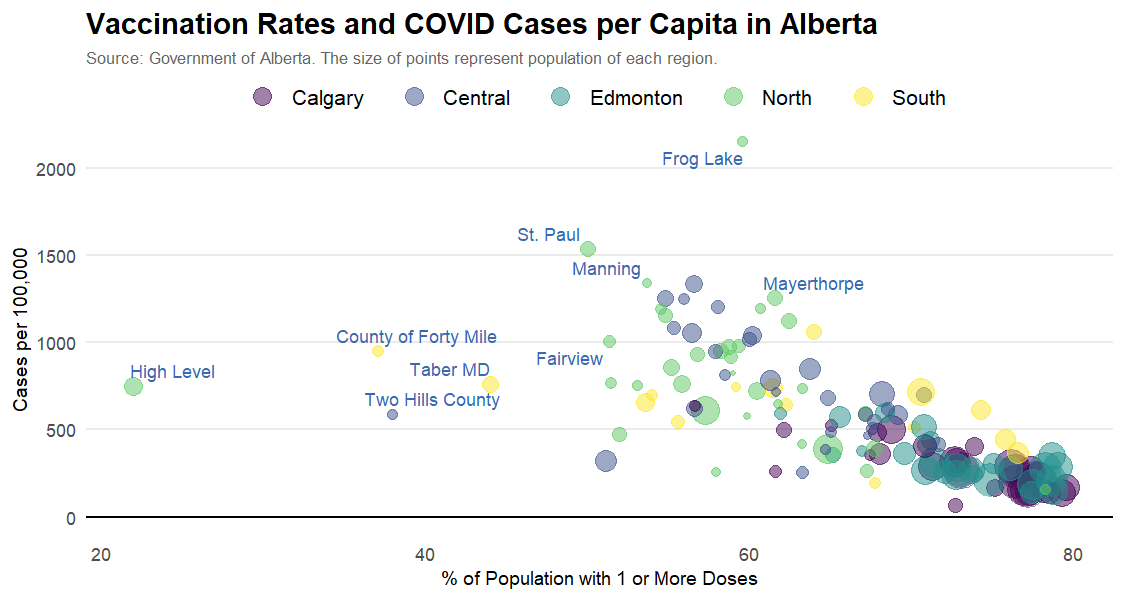 Vaccination Rates and COVID Cases per Capita in Alberta
Source: Government of Alberta. The size of points represent population of each region.
Calgary Central Edmonton North South
Frog Lake
2000
St. Paul
1500
Manning
Mayerthorpe
County of Forty Mile
1000
Fairview
Taber MD
High Level
Two Hills County
500
0
Cases per 100,000
20 40 60 80
% of Population with 1 or More Doses